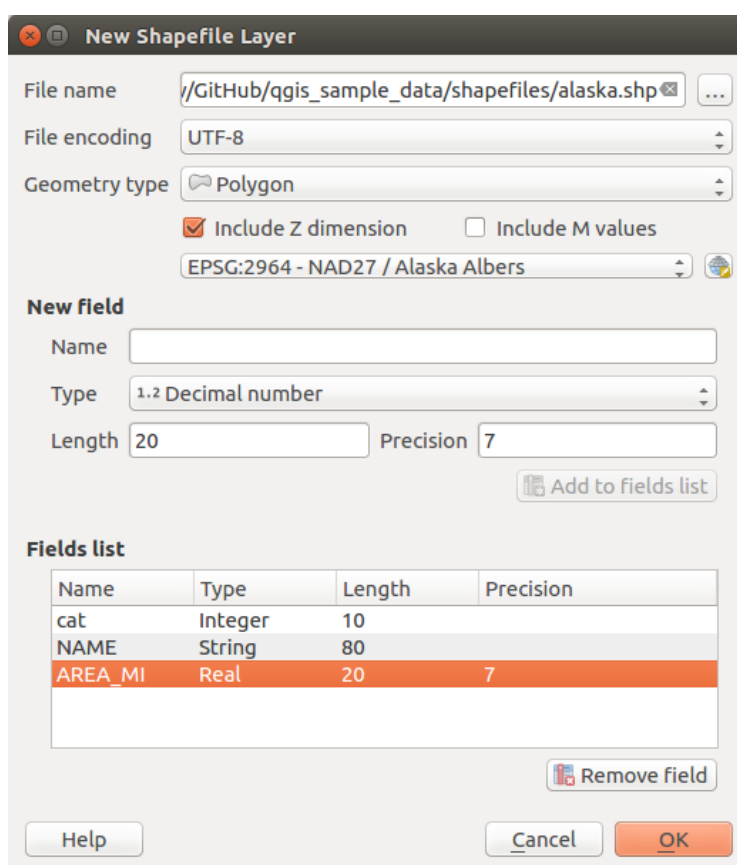 New Shapefile Layer
File name /GitHub/qgis_sample_data/shapefiles/alaska.shp ...
File encoding UTF-8
Geometry type Polygon
Include Z dimension Include M values
EPSG:2964 - NAD27 / Alaska Albers
New field
Name
Type 1.2 Decimal number
Length 20 Precision 7
Add to fields list
Fields list
Name Type Length Precision
cat Integer 10
NAME String 80
AREA_MI Real 20 7
Remove field
Help Cancel OK